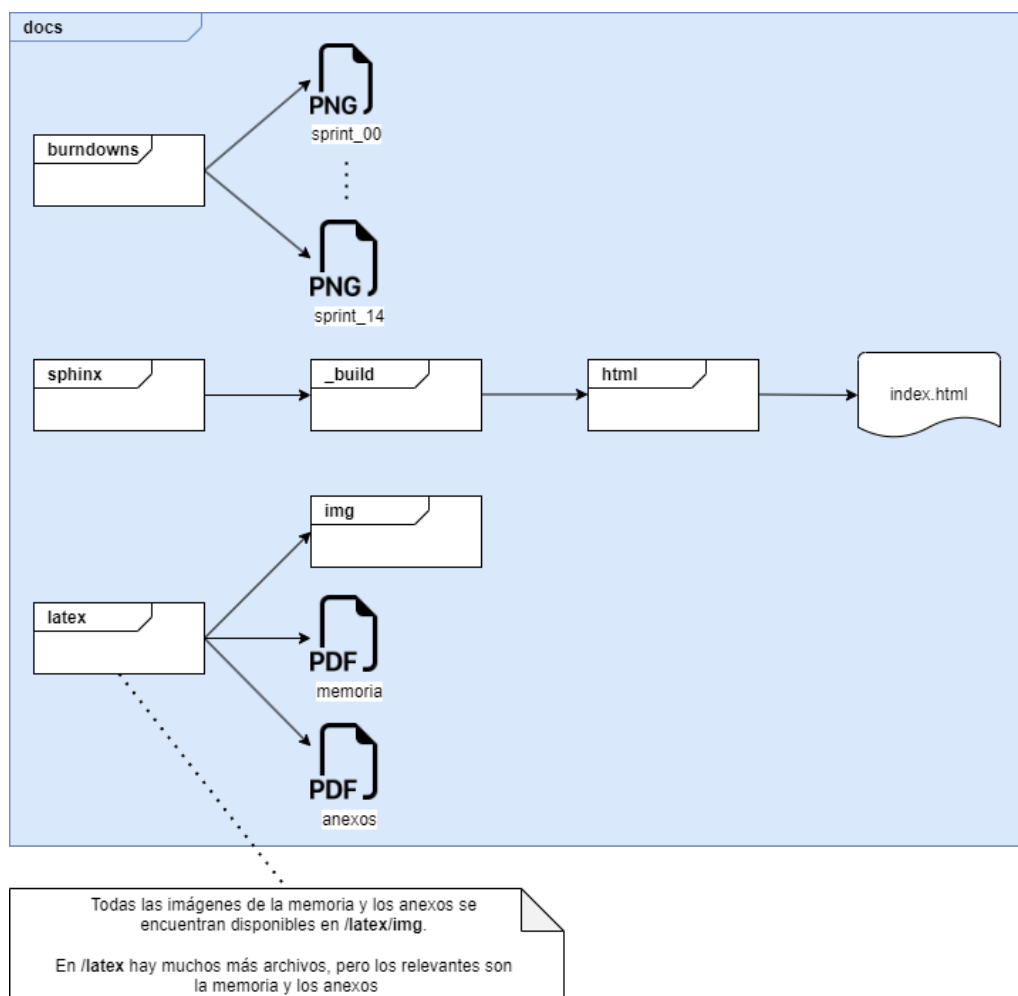 docs
PNG
sprint_00
burndowns
PNG
sprint_14
sphinx
_build
html
index.html
img
latex
PDF
memoria
PDF
anexos
Todas las imágenes de la memoria y los anexos se
encuentran disponibles en /latex/img.
En /latex hay muchos más archivos, pero los relevantes son
la memoria y los anexos